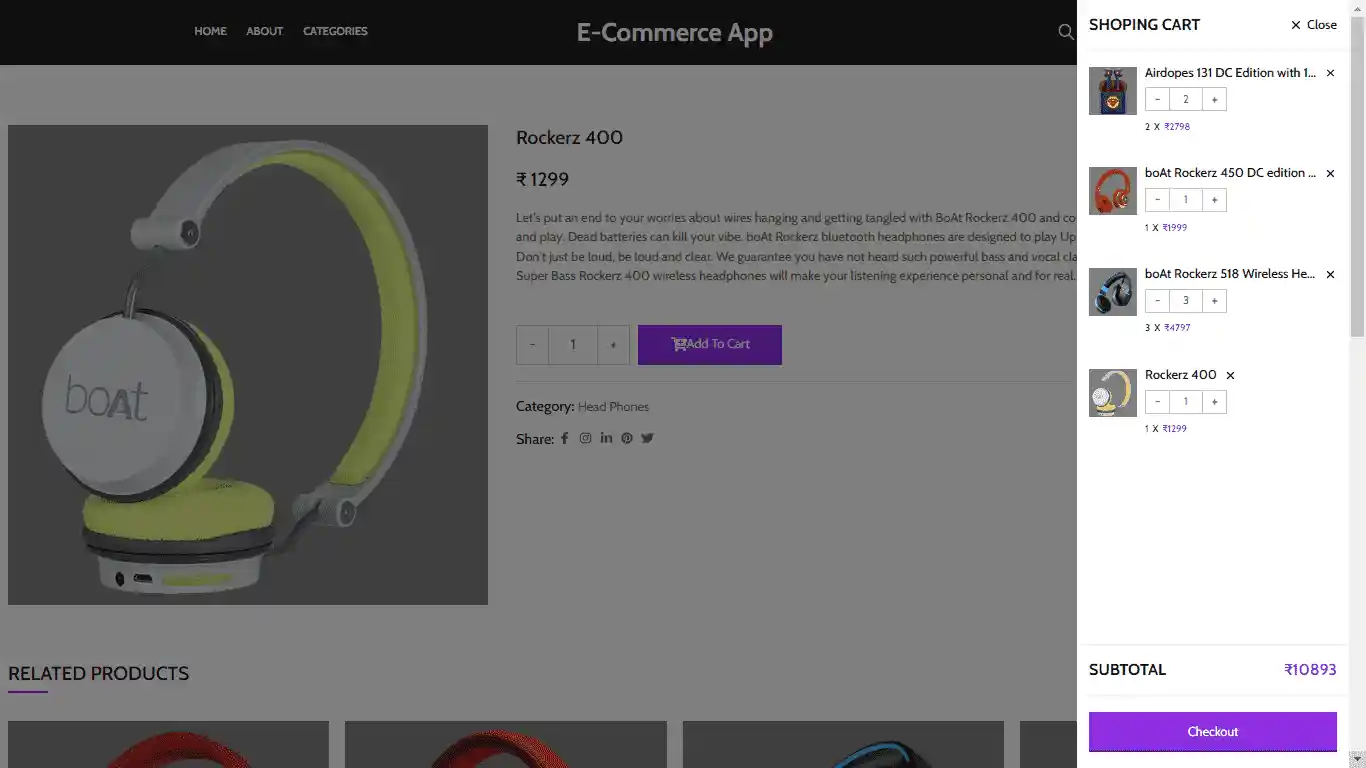 HOME ABOUT CATEGORIES
E-Commerce App
Rockerz 400
₹ 1299
Let's put an end to your worries about wires hanging and getting tangled with BoAt Rockerz 400 and co
and play. Dead batteries can kill your vibe. boAt Rockerz bluetooth headphones are designed to play Up
Don't just be loud, be loud and clear. We guarantee you have not heard such powerful bass and vocal cla
Super Bass Rockerz 400 wireless headphones will make your listening experience personal and for real.
- 1 +
Add To Cart
Category: Head Phones
Share:
boAt
RELATED PRODUCTS
SHOPING CART
× Close
Airdopes 131 DC Edition with 1... ×
- 2 +
2 X ₹2798
boAt Rockerz 450 DC edition ... ×
- 1 +
1 X ₹1999
boAt Rockerz 518 Wireless He... ×
- 3 +
3 X ₹4797
Rockerz 400 ×
- 1 +
1 X ₹1299
SUBTOTAL ₹10893
Checkout